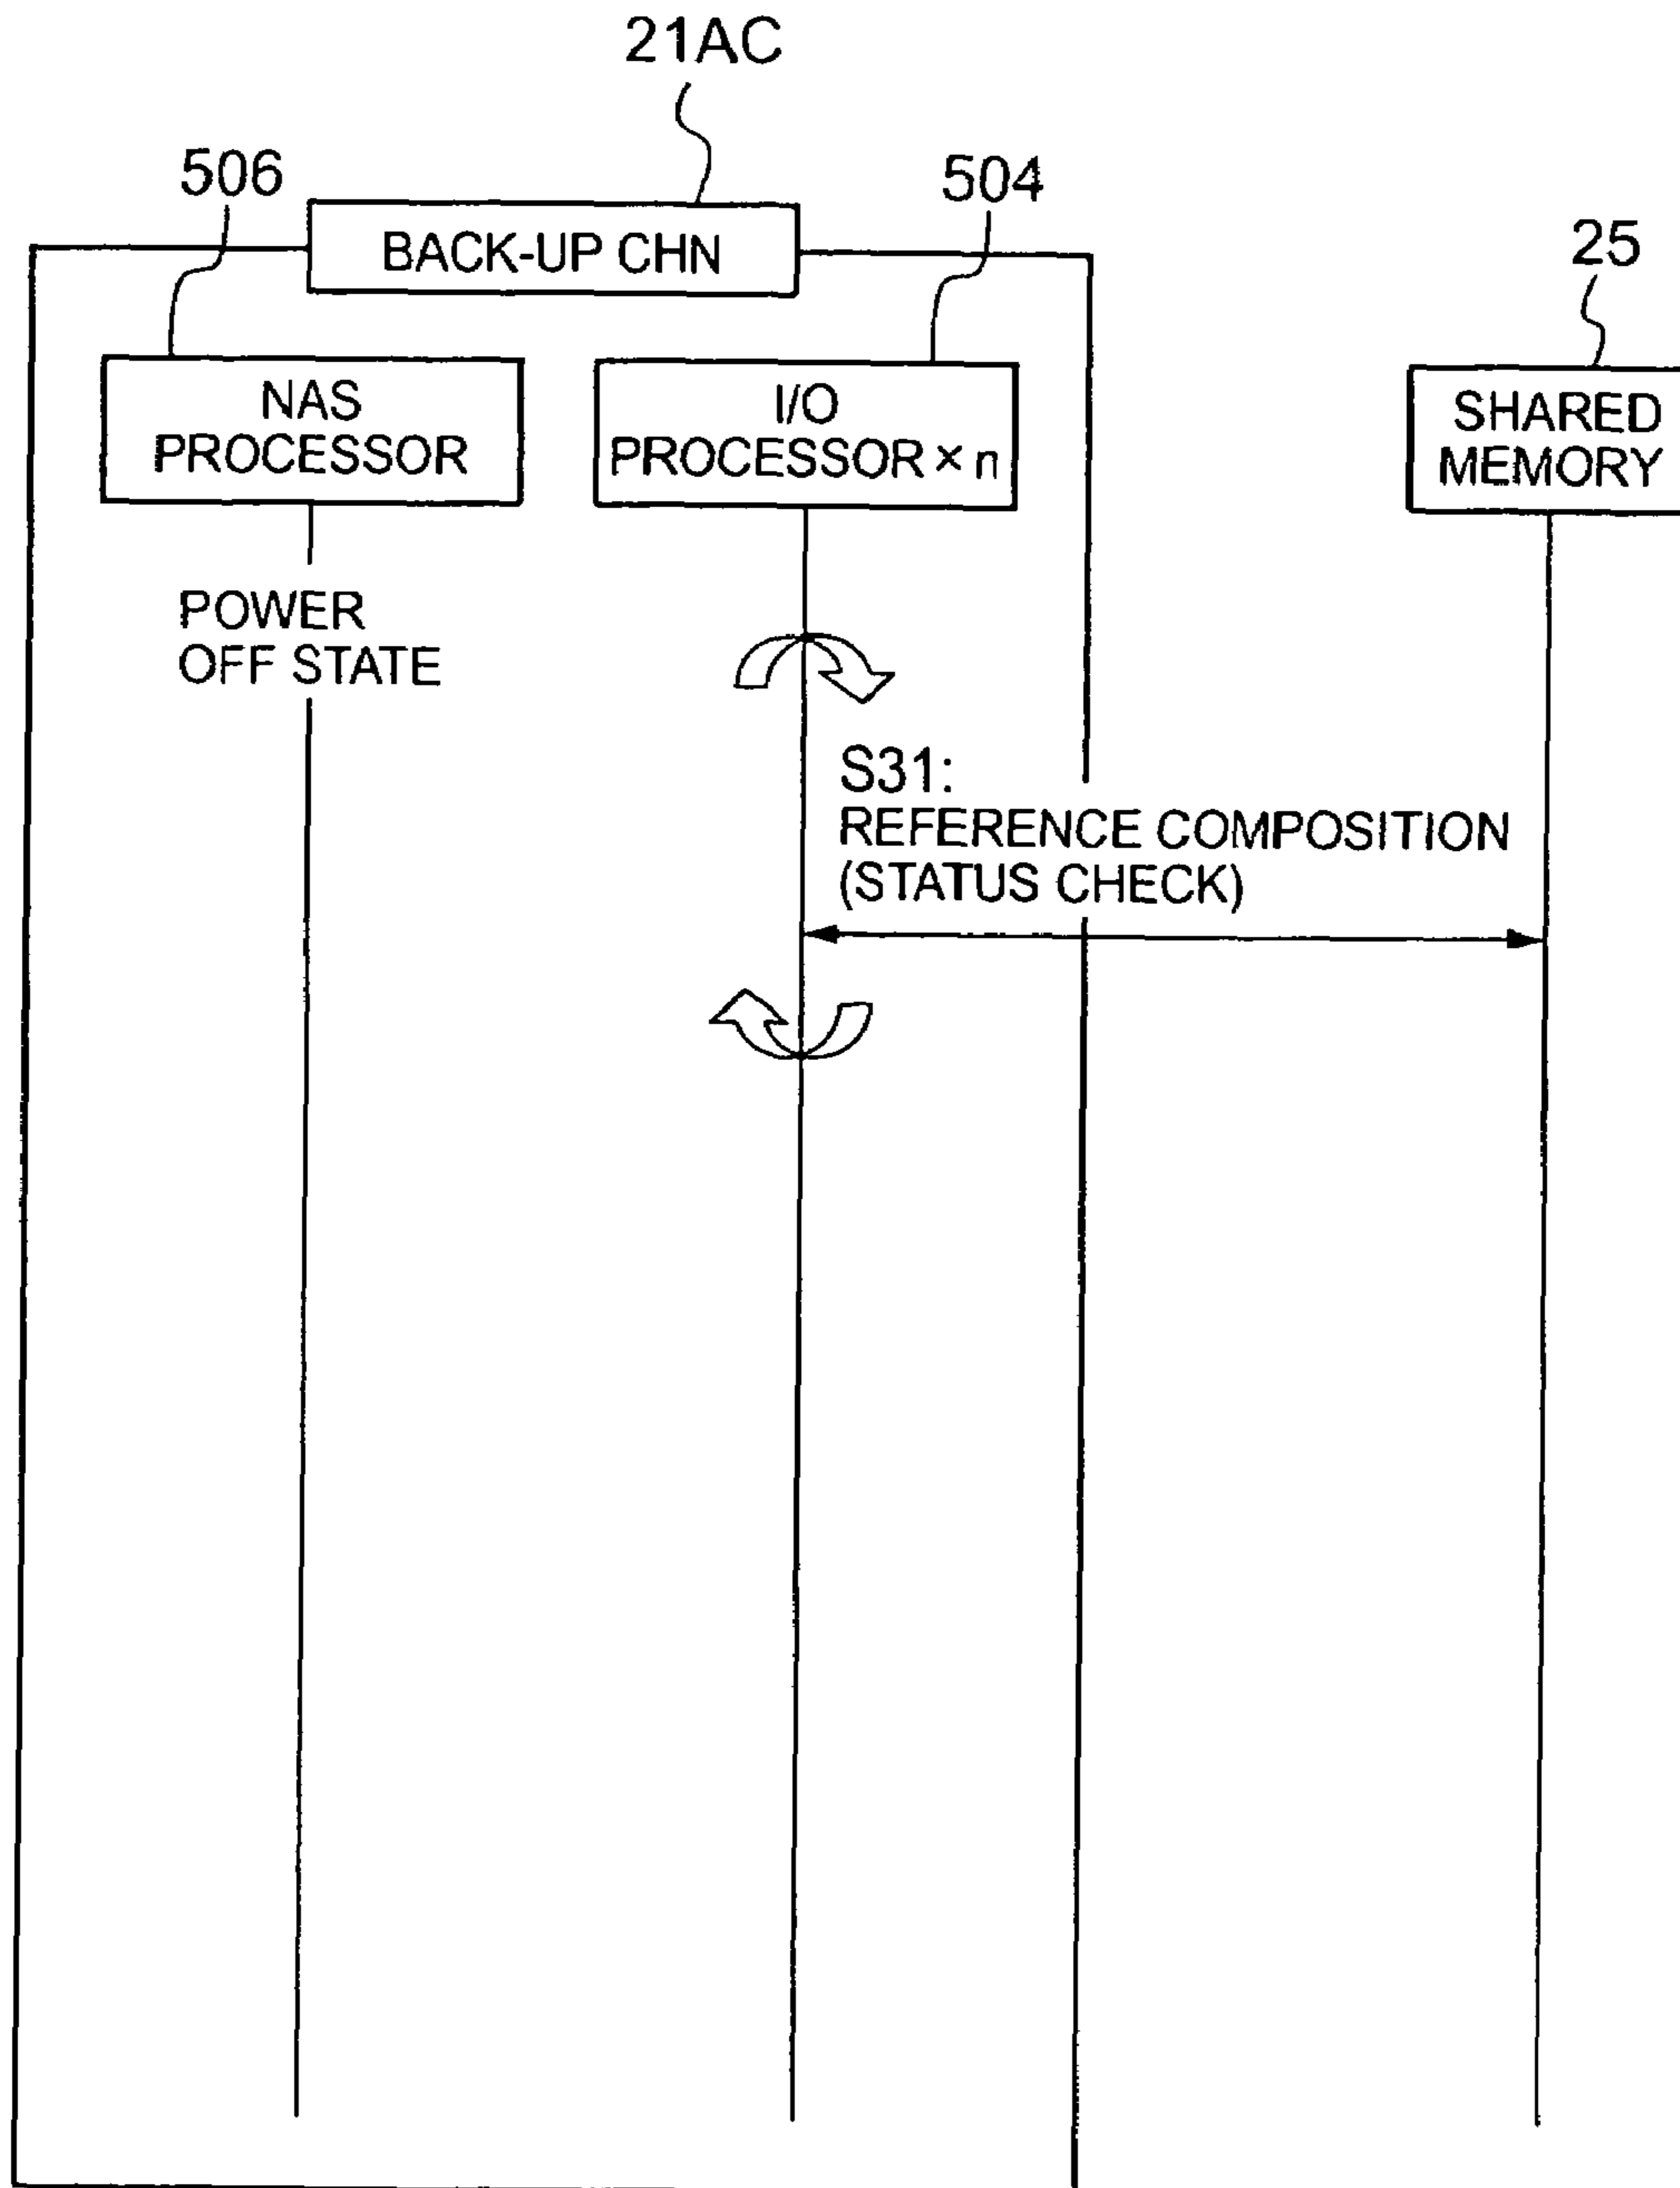 21AC
506
504
25
BACK-UP CHN
NAS
PROCESSOR
I/O
PROCESSOR × n
SHARED
MEMORY
POWER
OFF STATE
S31:
REFERENCE COMPOSITION
(STATUS CHECK)